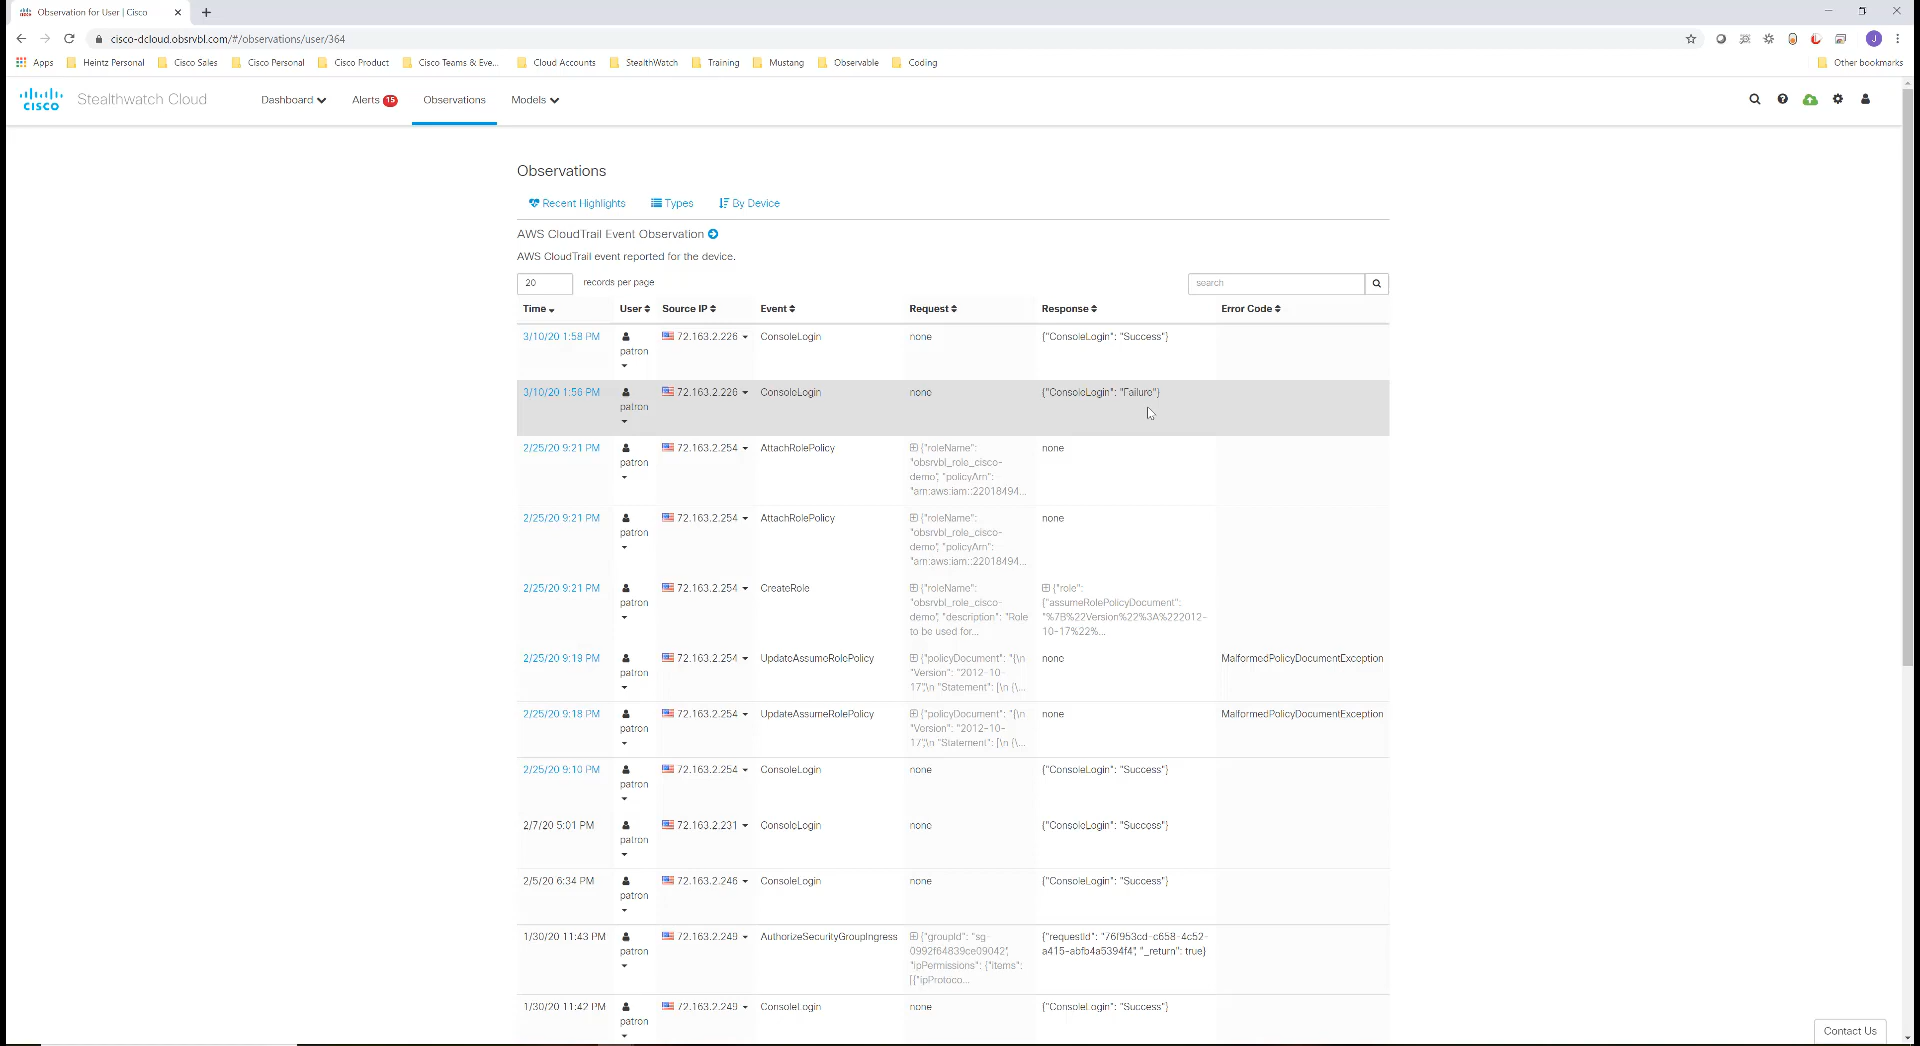 Observation for User | Cisco
cisco-dcloud.obsrvbl.com/#/observations/user/364
Apps Heintz Personal Cisco Sales Cisco Personal Cisco Product Cisco Teams & Eve... Cloud Accounts StealthWatch Training Mustang Observable Coding Other bookmarks
J
CISCO Stealthwatch Cloud Dashboard Alerts 15 Observations Models
Observations
Recent Highlights Types By Device
AWS CloudTrail Event Observation
AWS CloudTrail event reported for the device.
20 records per page search
Time User Source IP Event Request Response Error Code
3/10/20 1:58 PM 72.163.2.226 ConsoleLogin none {"ConsoleLogin": "Success"}
patron
3/10/20 1:56 PM 72.163.2.226 ConsoleLogin none {"ConsoleLogin": "Failure"}
patron
2/25/20 9:21 PM 72.163.2.254 AttachRolePolicy {"roleName": none
patron "obsrvbl_role_cisco-
demo", "policyArn":
"arn:aws:iam::22018494...
2/25/20 9:21 PM 72.163.2.254 AttachRolePolicy {"roleName": none
patron "obsrvbl_role_cisco-
demo", "policyArn":
"arn:aws:iam::22018494...
2/25/20 9:21 PM 72.163.2.254 CreateRole {"roleName": {"role":
patron "obsrvbl_role_cisco- {"assumeRolePolicyDocument":
demo", "description": "Role "%7B%22Version%22%3A%222012-
to be used for... 10-17%22%...
2/25/20 9:19 PM 72.163.2.254 UpdateAssumeRolePolicy {"policyDocument": "{\n none MalformedPolicyDocumentException
patron "Version": "2012-10-
17",\n "Statement": [\n {\...
2/25/20 9:18 PM 72.163.2.254 UpdateAssumeRolePolicy {"policyDocument": "{\n none MalformedPolicyDocumentException
patron "Version": "2012-10-
17",\n "Statement": [\n {\...
2/25/20 9:10 PM 72.163.2.254 ConsoleLogin none {"ConsoleLogin": "Success"}
patron
2/7/20 5:01 PM 72.163.2.231 ConsoleLogin none {"ConsoleLogin": "Success"}
patron
2/5/20 6:34 PM 72.163.2.246 ConsoleLogin none {"ConsoleLogin": "Success"}
patron
1/30/20 11:43 PM 72.163.2.249 AuthorizeSecurityGroupIngress {"groupId": "sg- {"requestId": "76f953cd-c658-4c52-
patron 0992f64839ce09042", a415-abfb4a5394f4", "_return": true}
"ipPermissions": {"items":
[{"ipProtoco...
1/30/20 11:42 PM 72.163.2.249 ConsoleLogin none {"ConsoleLogin": "Success"}
patron
Contact Us